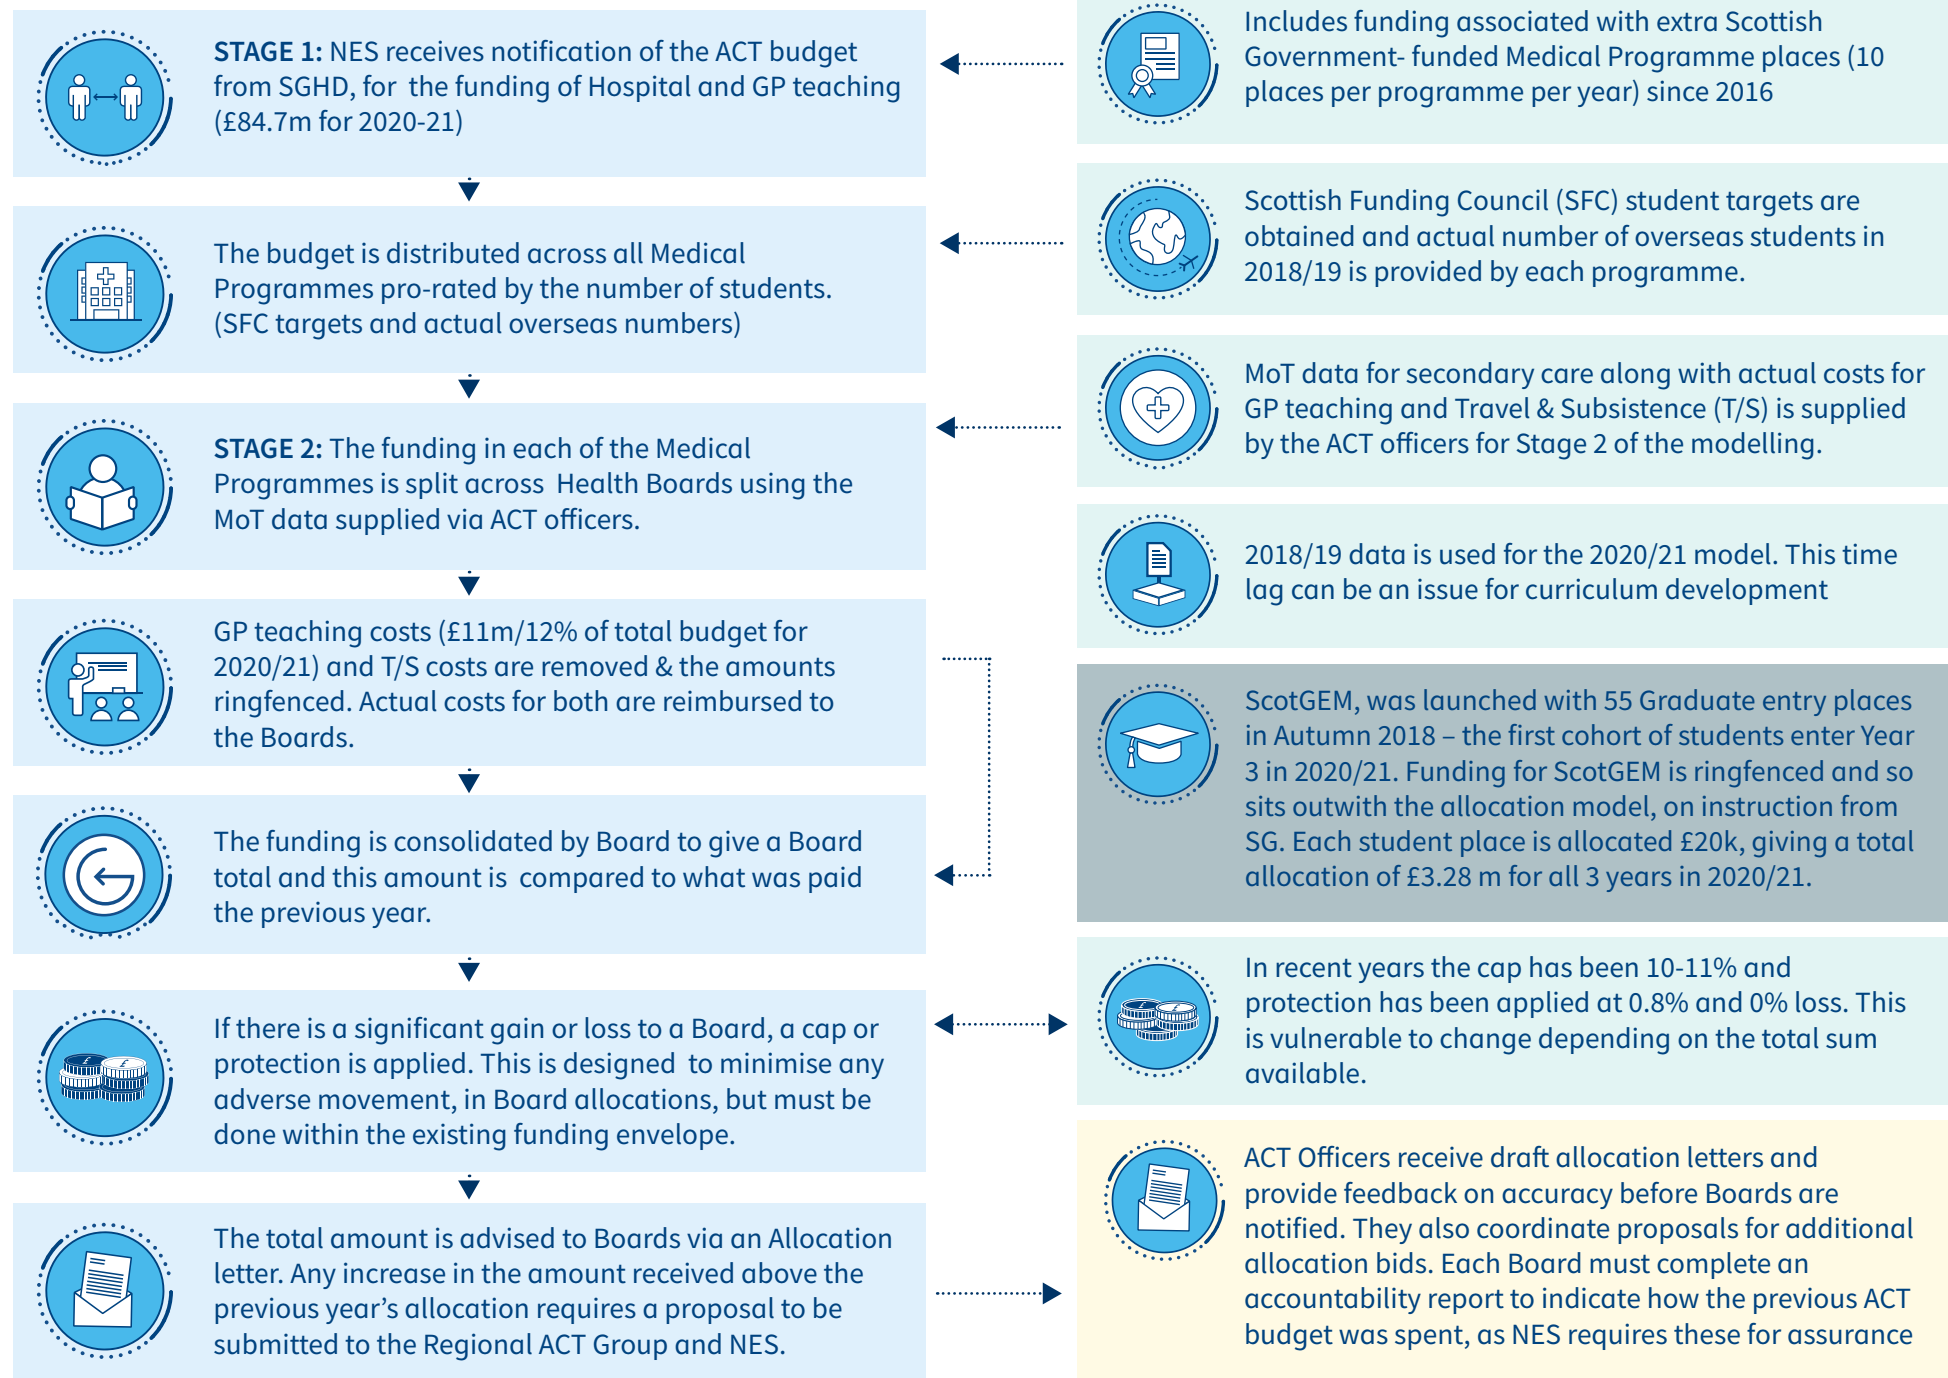 STAGE 1: NES receives notification of the ACT budget
from SGHD, for the funding of Hospital and GP teaching
(£84.7m for 2020-21)
The budget is distributed across all Medical
Programmes pro-rated by the number of students.
(SFC targets and actual overseas numbers)
STAGE 2: The funding in each of the Medical
Programmes is split across Health Boards using the
MoT data supplied via ACT officers.
GP teaching costs (£11m/12% of total budget for
2020/21) and T/S costs are removed & the amounts
ringfenced. Actual costs for both are reimbursed to
the Boards.
The funding is consolidated by Board to give a Board
total and this amount is compared to what was paid
the previous year.
If there is a significant gain or loss to a Board, a cap or
protection is applied. This is designed to minimise any
adverse movement, in Board allocations, but must be
done within the existing funding envelope.
The total amount is advised to Boards via an Allocation
letter. Any increase in the amount received above the
previous year's allocation requires a proposal to be
submitted to the Regional ACT Group and NES.
Includes funding associated with extra Scottish
Government- funded Medical Programme places (10
places per programme per year) since 2016
Scottish Funding Council (SFC) student targets are
obtained and actual number of overseas students in
2018/19 is provided by each programme.
MoT data for secondary care along with actual costs for
GP teaching and Travel & Subsistence (T/S) is supplied
by the ACT officers for Stage 2 of the modelling.
2018/19 data is used for the 2020/21 model. This time
lag can be an issue for curriculum development
ScotGEM, was launched with 55 Graduate entry places
in Autumn 2018 – the first cohort of students enter Year
3 in 2020/21. Funding for ScotGEM is ringfenced and so
sits outwith the allocation model, on instruction from
SG. Each student place is allocated £20k, giving a total
allocation of £3.28 m for all 3 years in 2020/21.
In recent years the cap has been 10-11% and
protection has been applied at 0.8% and 0% loss. This
is vulnerable to change depending on the total sum
available.
ACT Officers receive draft allocation letters and
provide feedback on accuracy before Boards are
notified. They also coordinate proposals for additional
allocation bids. Each Board must complete an
accountability report to indicate how the previous ACT
budget was spent, as NES requires these for assurance